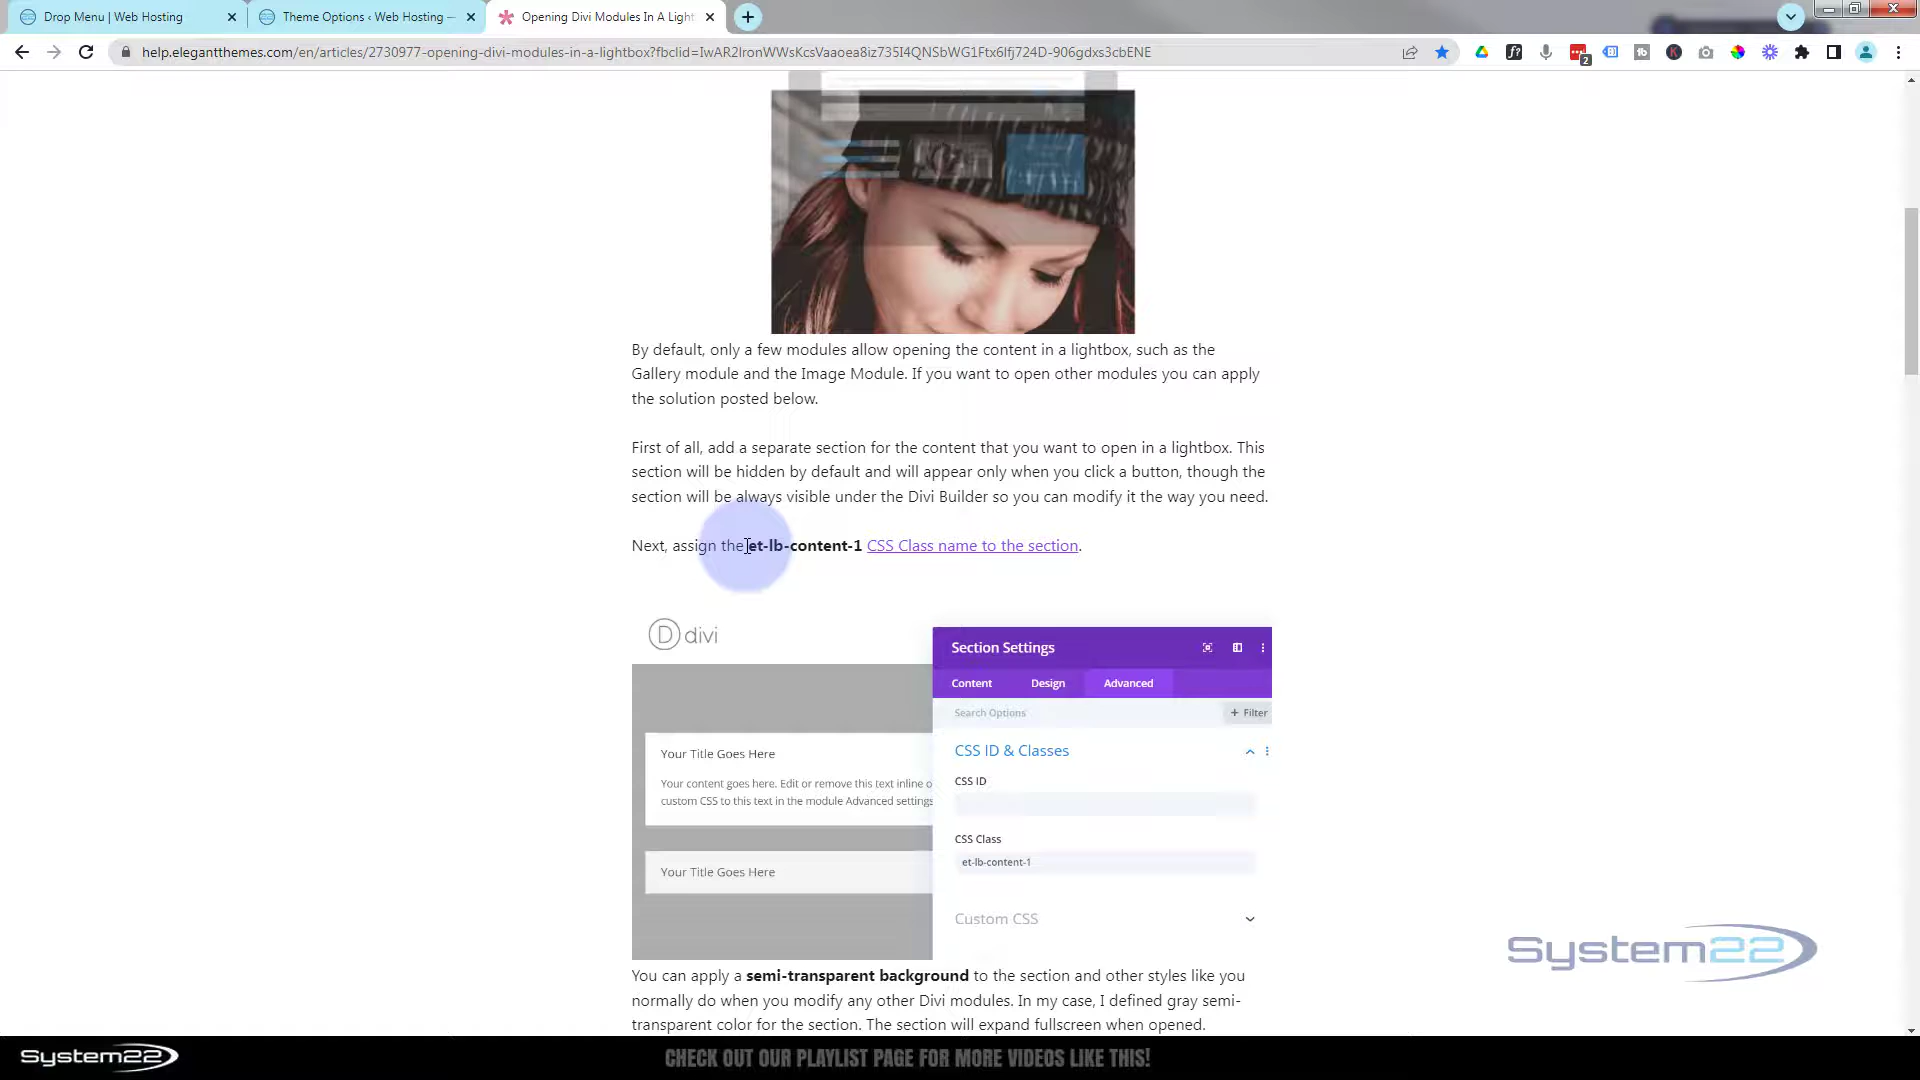 Drop Menu | Web Hosting
Theme Options ‹ Web Hosting —
Opening Divi Modules In A Light
help.elegantthemes.com/en/articles/2730977-opening-divi-modules-in-a-lightbox?fbclid=IwAR2IronWWsKcsVaaoea8iz735I4QNSbWG1Ftx6lfj724D-906gdxs3cbENE
By default, only a few modules allow opening the content in a lightbox, such as the
Gallery module and the Image Module. If you want to open other modules you can apply
the solution posted below.
First of all, add a separate section for the content that you want to open in a lightbox. This
section will be hidden by default and will appear only when you click a button, though the
section will be always visible under the Divi Builder so you can modify it the way you need.
Next, assign the et-lb-content-1 CSS Class name to the section.
D divi
Section Settings
Content Design Advanced
Search Options
+ Filter
CSS ID & Classes
CSS ID
CSS Class
et-lb-content-1
Custom CSS
Your Title Goes Here
Your content goes here. Edit or remove this text inline o
custom CSS to this text in the module Advanced settings
Your Title Goes Here
You can apply a semi-transparent background to the section and other styles like you
normally do when you modify any other Divi modules. In my case, I defined gray semi-
transparent color for the section. The section will expand fullscreen when opened.
System22
System22
CHECK OUT OUR PLAYLIST PAGE FOR MORE VIDEOS LIKE THIS!